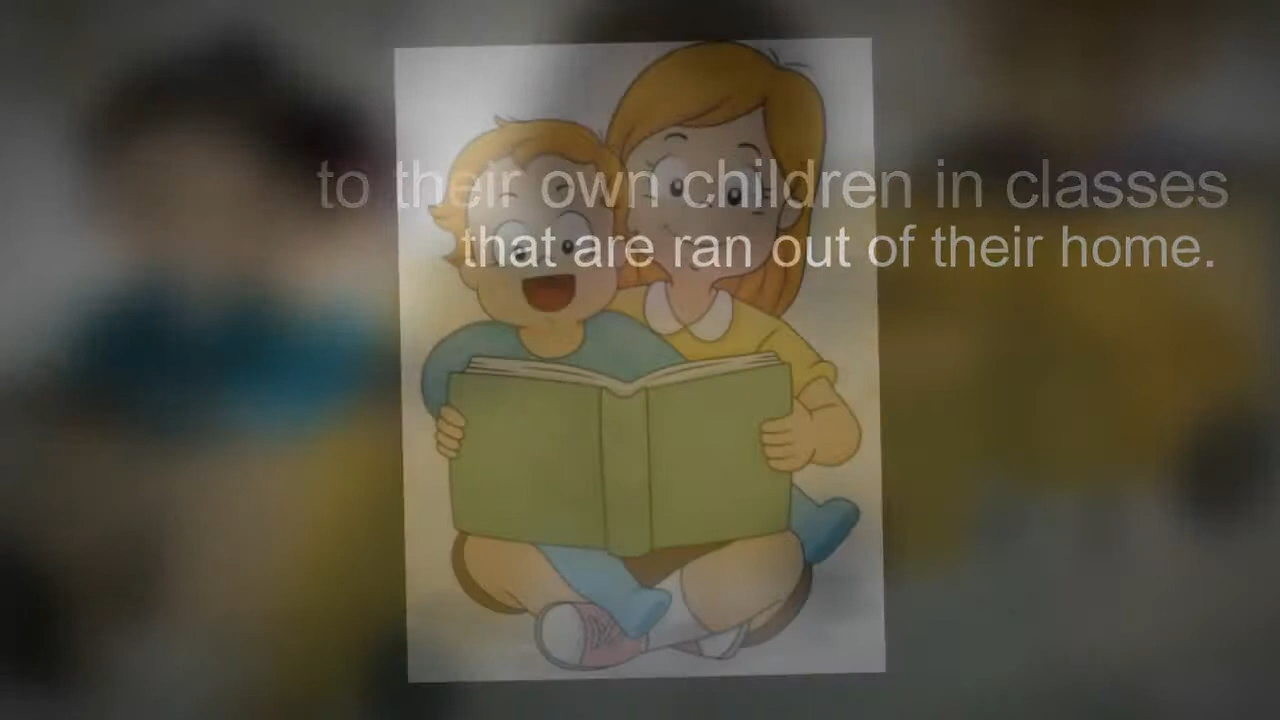 to their own children in classes
that are ran out of their home.